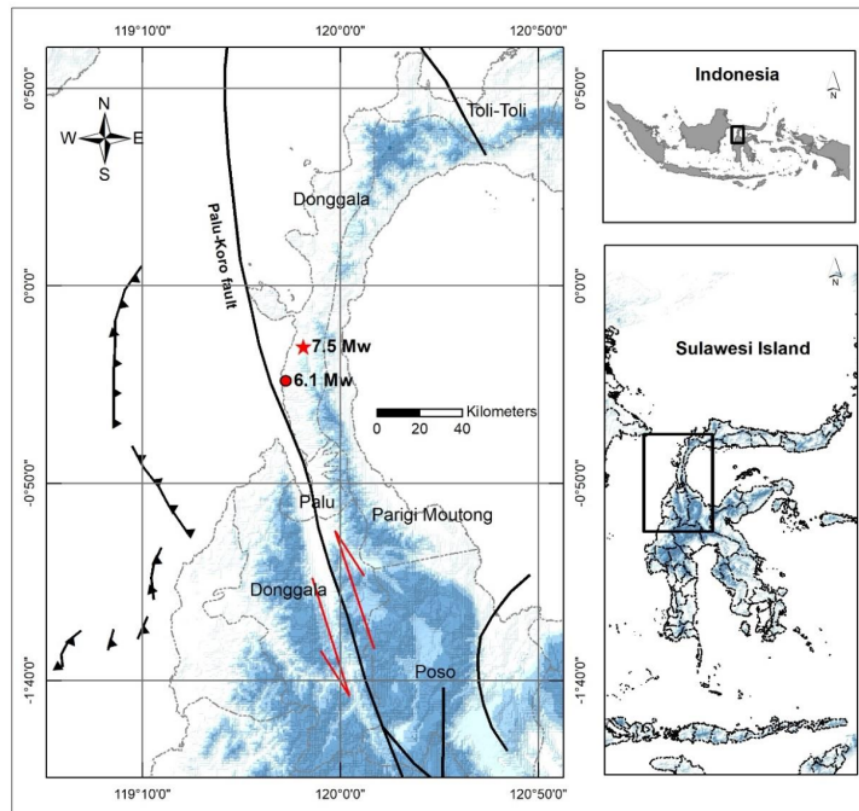 119°10'0"
120°0'0"
120°50'0"
0°50'0"
0°0'0"
-0°50'0"
-1°40'0"
N
W
E
S
Toli-Toli
Donggala
Palu-Koro fault
7.5 Mw
6.1 Mw
Kilometers
0 20 40
Palu
Parigi Moutong
Donggala
Poso
0°50'0"
0°0'0"
-0°50'0"
-1°40'0"
119°10'0"
120°0'0"
120°50'0"
Indonesia
N
N
Sulawesi Island